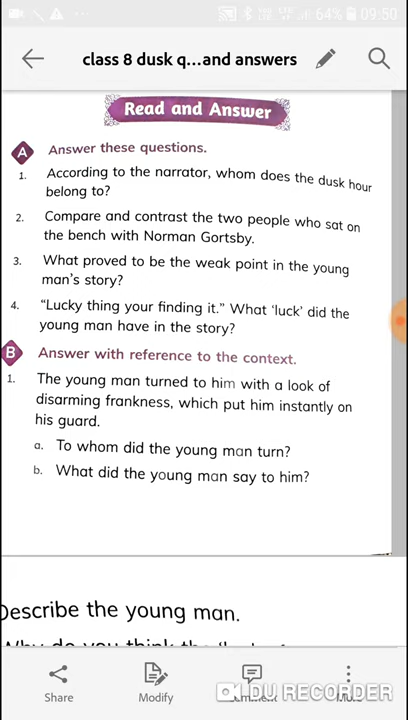 64% 09:50
class 8 dusk q...and answers
Read and Answer
A Answer these questions.
1. According to the narrator, whom does the dusk hour
belong to?
2. Compare and contrast the two people who sat on
the bench with Norman Gortsby.
3. What proved to be the weak point in the young
man's story?
4. “Lucky thing your finding it.” What ‘luck’ did the
young man have in the story?
B Answer with reference to the context.
1. The young man turned to him with a look of
disarming frankness, which put him instantly on
his guard.
a. To whom did the young man turn?
b. What did the young man say to him?
Describe the young man.
Share Modify Comment More
DU RECORDER